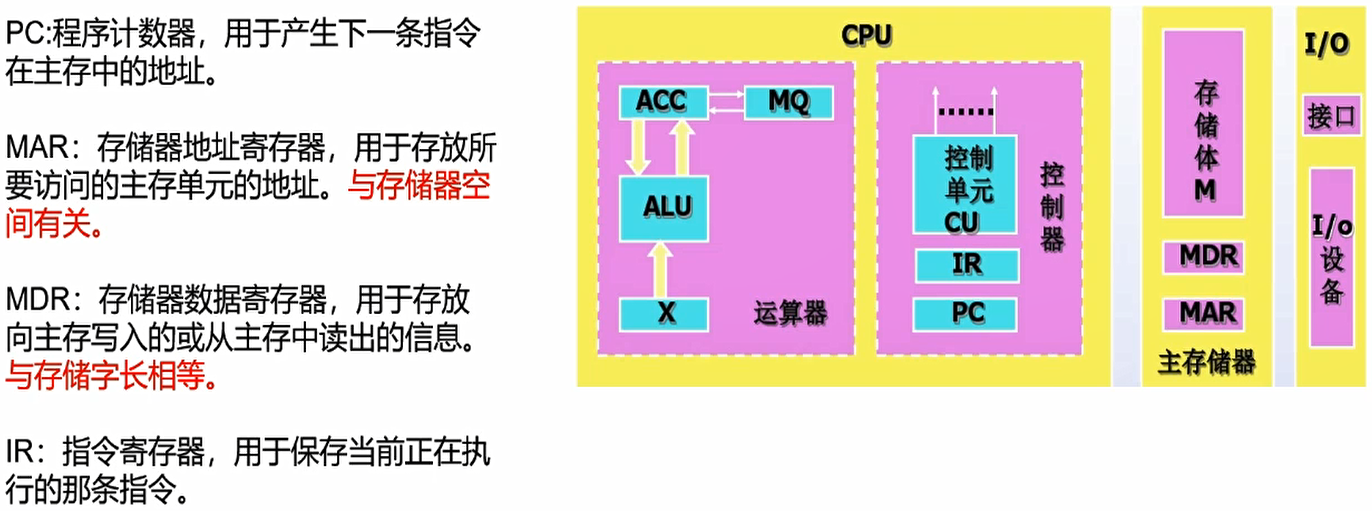 PC:程序计数器，用于产生下一条指令
在主存中的地址。
MAR：存储器地址寄存器，用于存放所
要访问的主存单元的地址。与存储器空
间有关。
MDR：存储器数据寄存器，用于存放
向主存写入的或从主存中读出的信息。
与存储字长相等。
IR：指令寄存器，用于保存当前正在执
行的那条指令。
CPU
ACC
MQ
ALU
X
运算器
......
控制
单元
CU
IR
PC
控
制
器
存
储
体
M
MDR
MAR
主存储器
I/O
接口
I/o
设
备